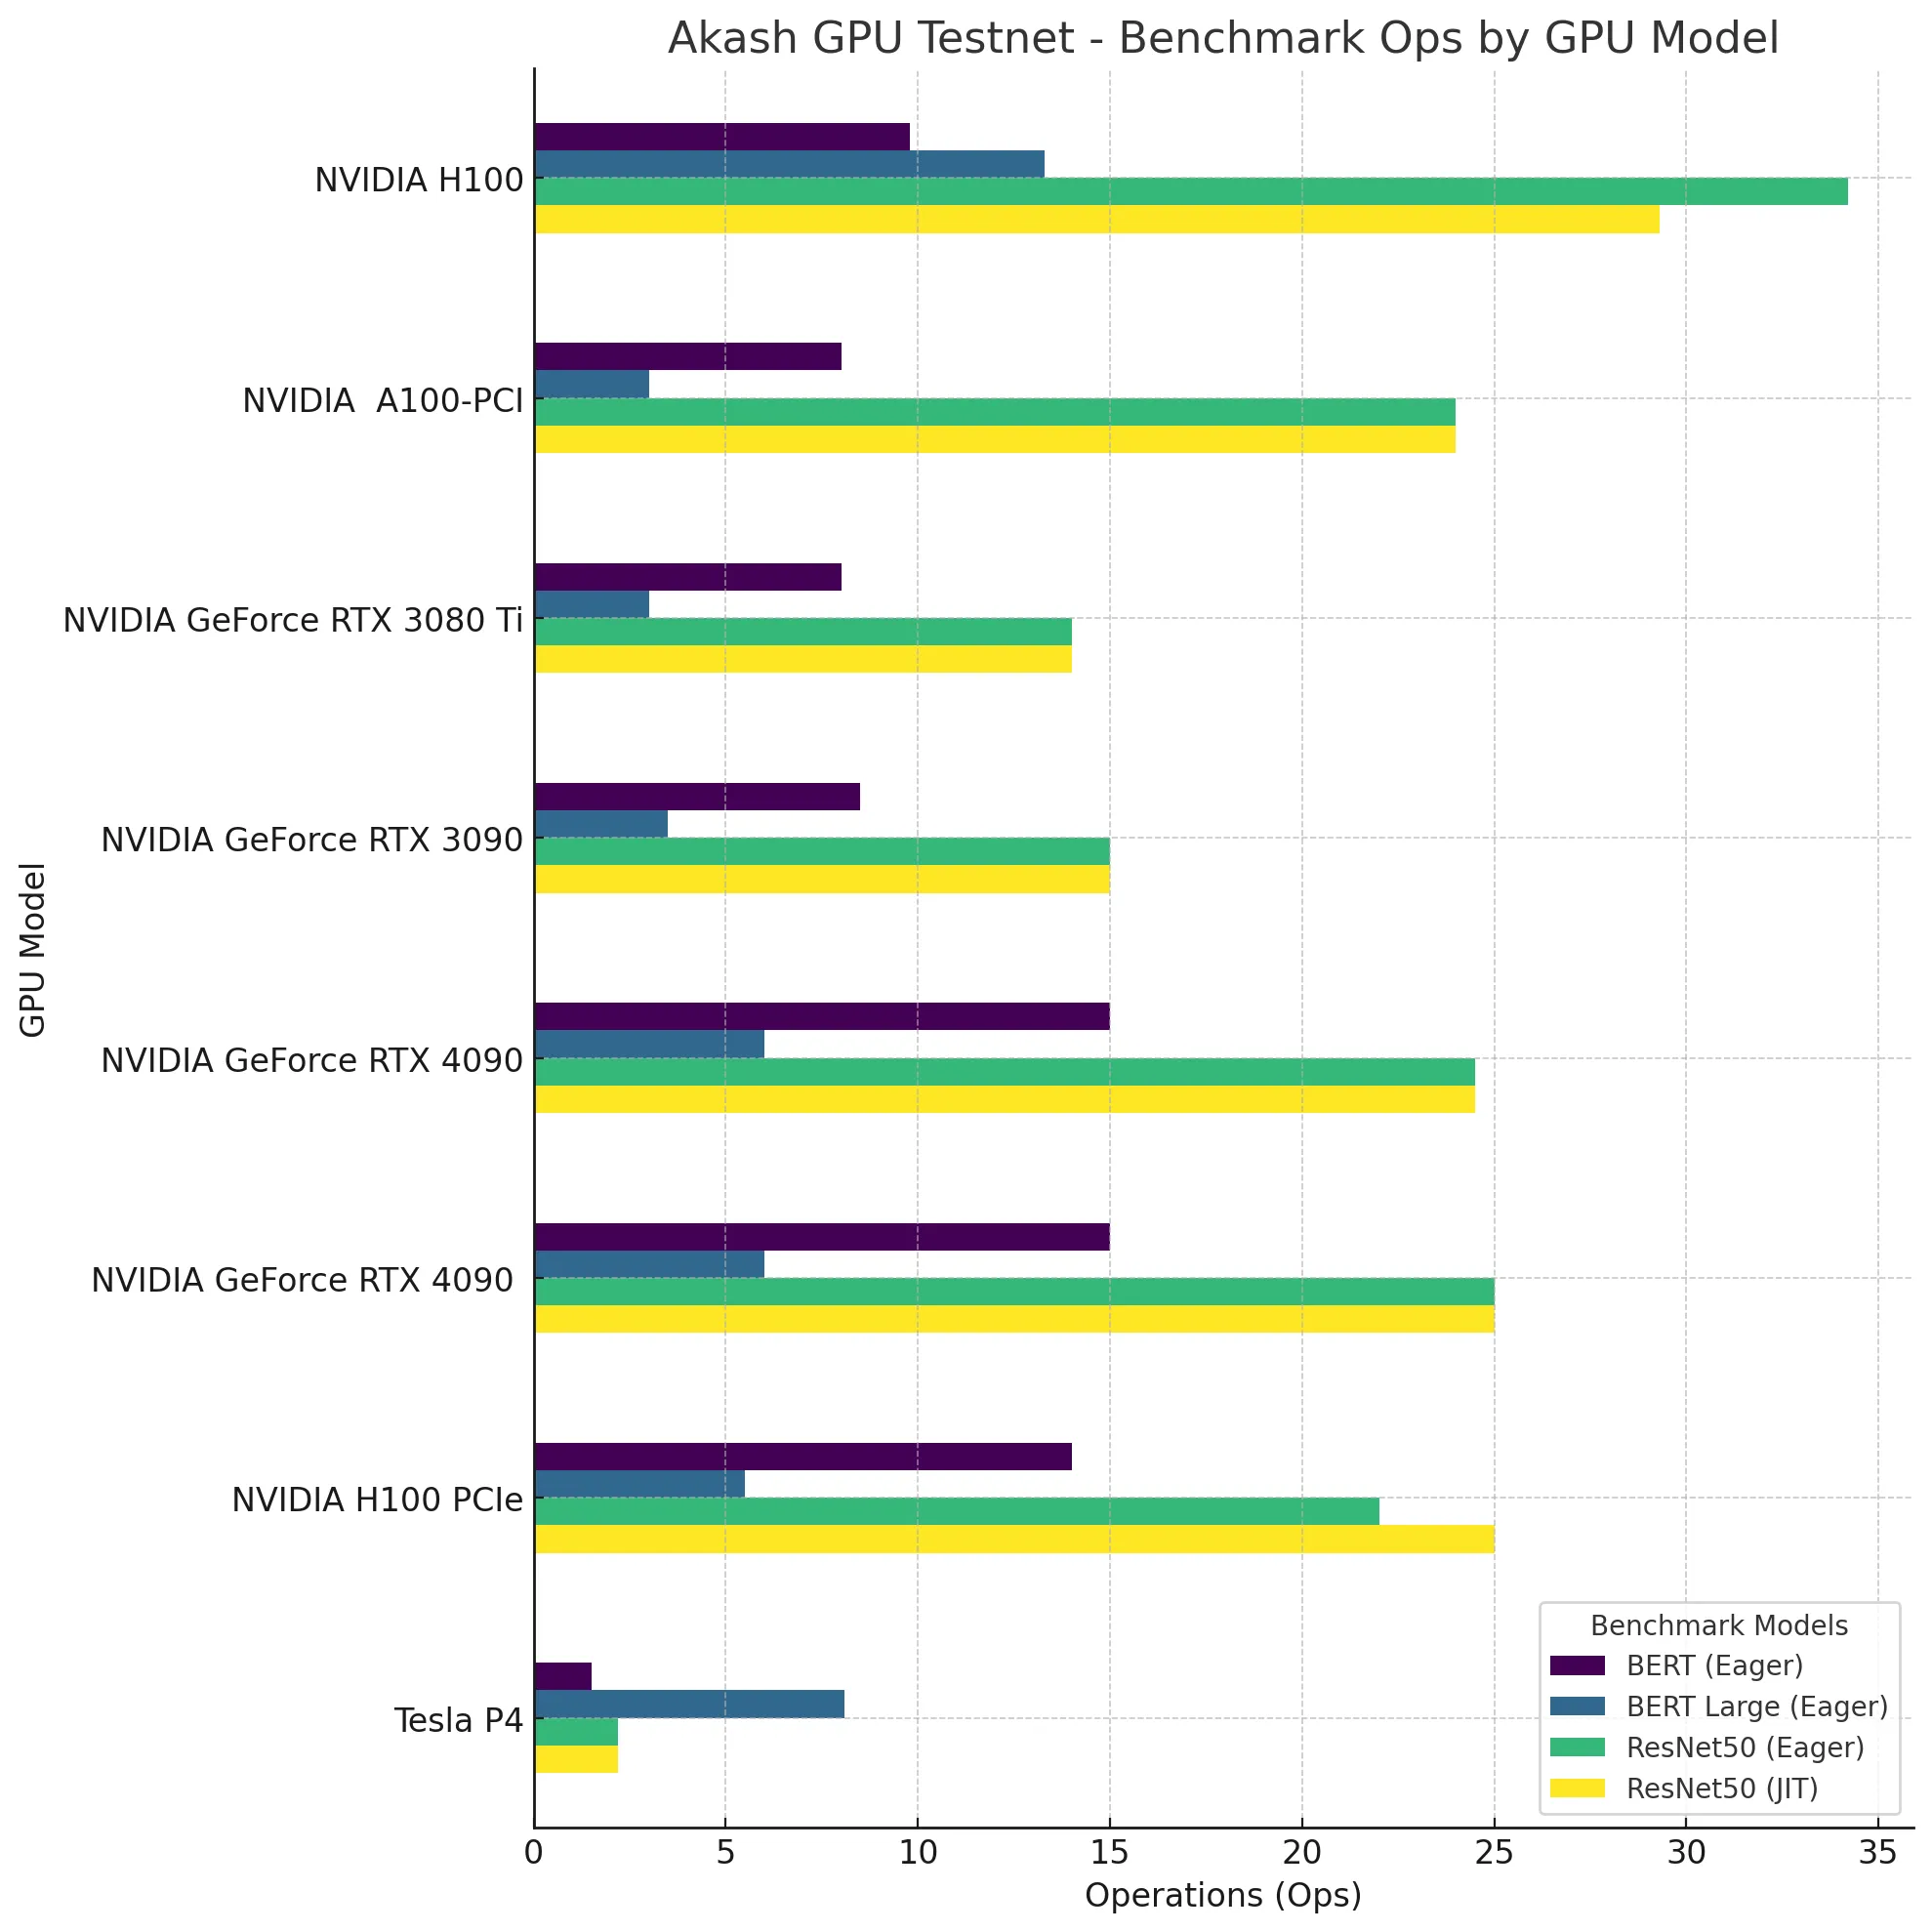 Akash GPU Testnet - Benchmark Ops by GPU Model
GPU Model
NVIDIA H100
NVIDIA  A100-PCI
NVIDIA GeForce RTX 3080 Ti
NVIDIA GeForce RTX 3090
NVIDIA GeForce RTX 4090
NVIDIA GeForce RTX 4090
NVIDIA H100 PCIe
Tesla P4
Benchmark Models
BERT (Eager)
BERT Large (Eager)
ResNet50 (Eager)
ResNet50 (JIT)
0 5 10 15 20 25 30 35
Operations (Ops)